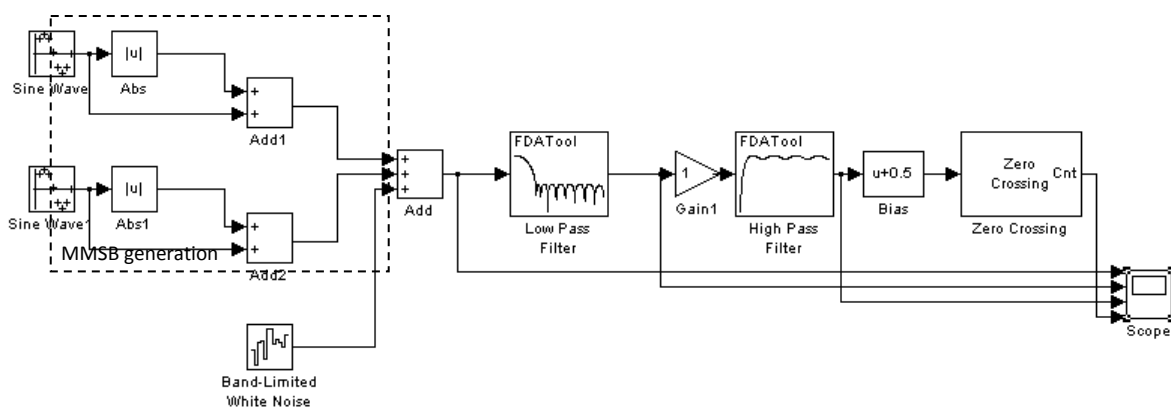 Sine Wave
|u|
Abs
+
+
Add1
Sine Wave1
|u|
Abs1
+
+
Add2
MMSB generation
+
+
+
Add
Band-Limited
White Noise
FDATool
Low Pass
Filter
1
Gain1
FDATool
High Pass
Filter
u+0.5
Bias
Zero
Crossing
Cnt
Zero Crossing
Scope